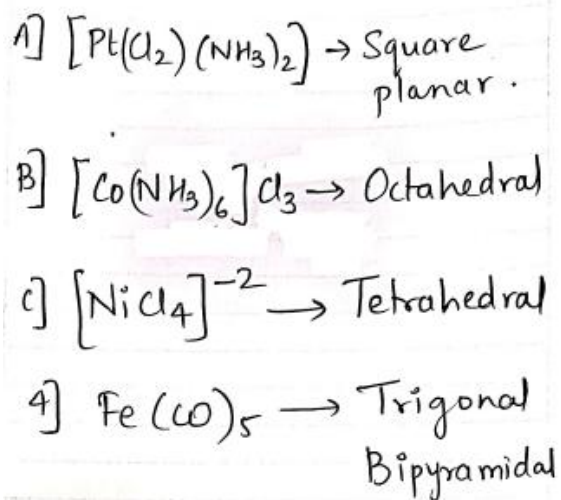 A] [Pt(Cl₂)(NH₃)₂] → Square
planar.
B] [Co(NH₃)₆]Cl₃ → Octahedral
C] [NiCl₄]⁻² → Tetrahedral
4] Fe(CO)₅ → Trigonal
Bipyramidal